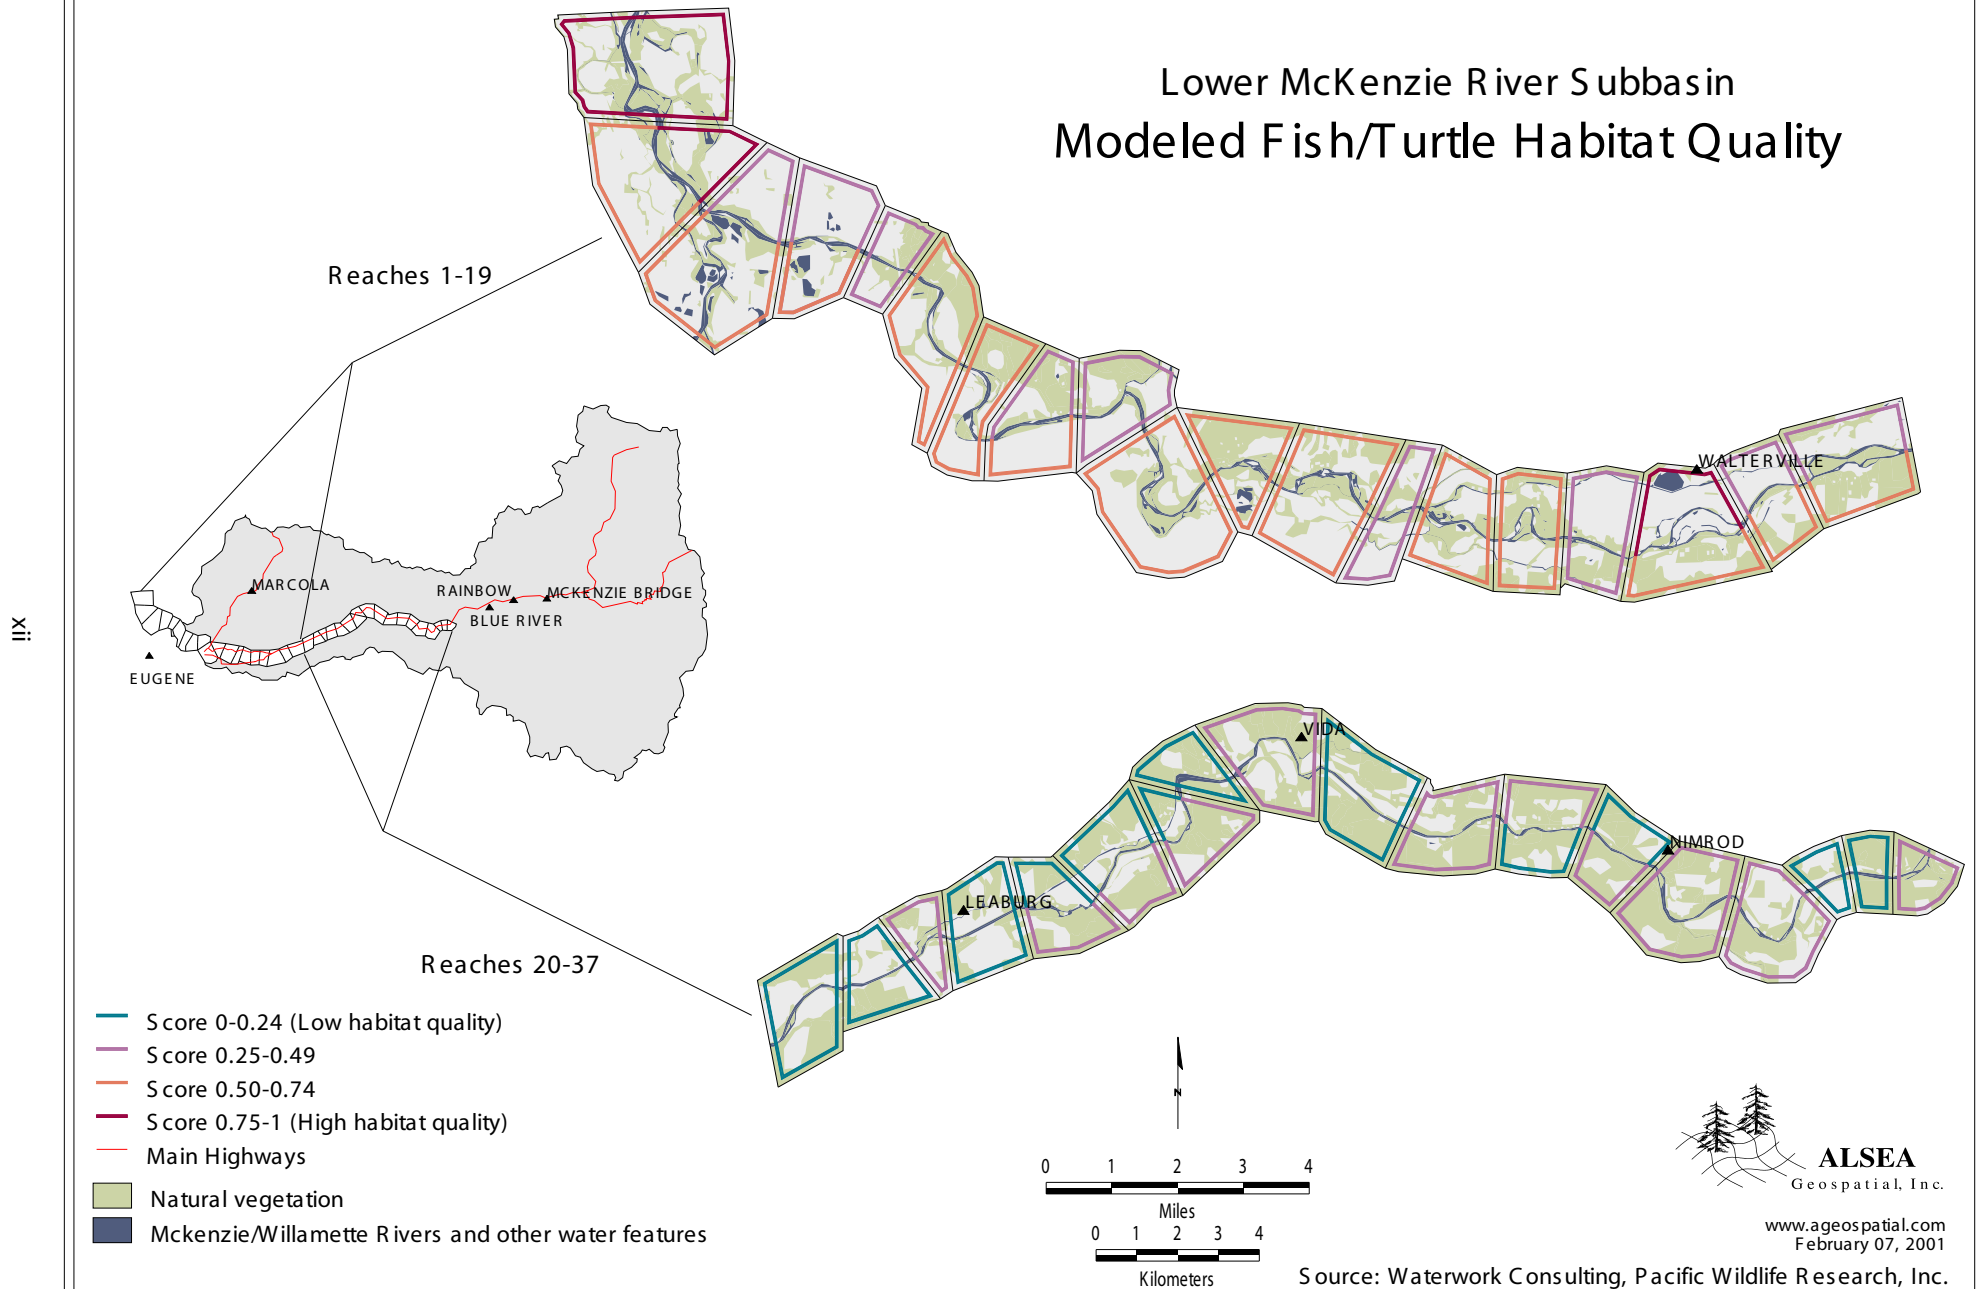 Lower McKenzie River Subbasin
Modeled Fish/Turtle Habitat Quality
Reaches 1-19
WALTERVILLE
MARCOLA
RAINBOW
MCKENZIE BRIDGE
BLUE RIVER
EUGENE
xii
VIDA
NIMROD
LEABURG
Reaches 20-37
Score 0-0.24 (Low habitat quality)
Score 0.25-0.49
Score 0.50-0.74
Score 0.75-1 (High habitat quality)
Main Highways
Natural vegetation
Mckenzie/Willamette Rivers and other water features
N
0 1 2 3 4
Miles
0 1 2 3 4
Kilometers
ALSEA
Geospatial, Inc.
www.ageospatial.com
February 07, 2001
Source: Waterwork Consulting, Pacific Wildlife Research, Inc.